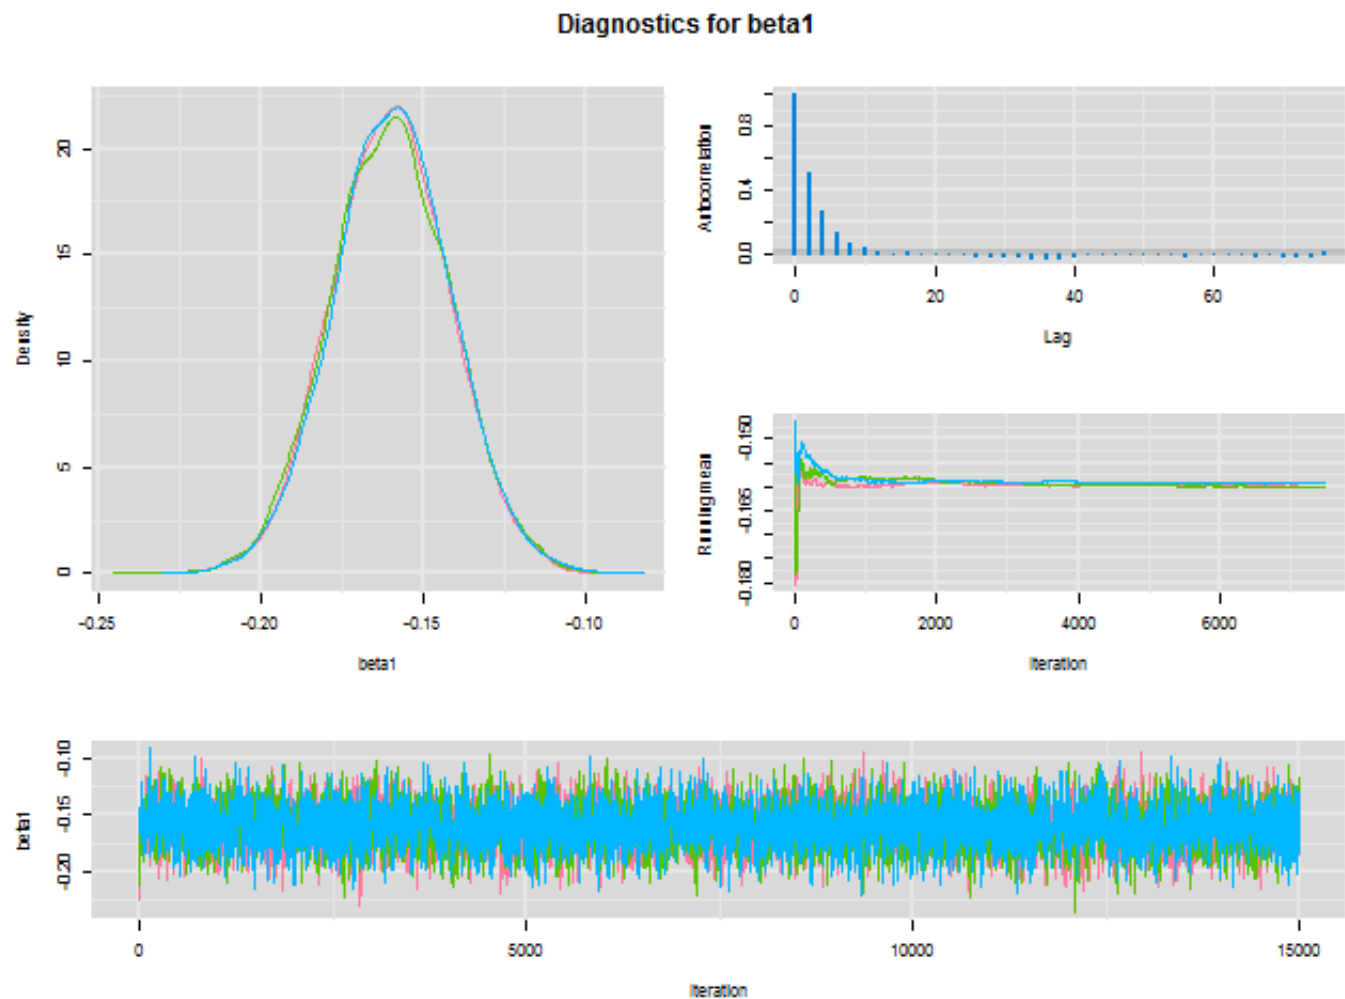 Diagnostics for beta1
Density
20
15
10
5
0
-0.25 -0.20 -0.15 -0.10
beta1
Autocorrelation
0.8
0.4
0.0
0 20 40 60
Lag
Running mean
-0.150
-0.165
-0.180
0 2000 4000 6000
Iteration
beta1
-0.10
-0.15
-0.20
0 5000 10000 15000
Iteration